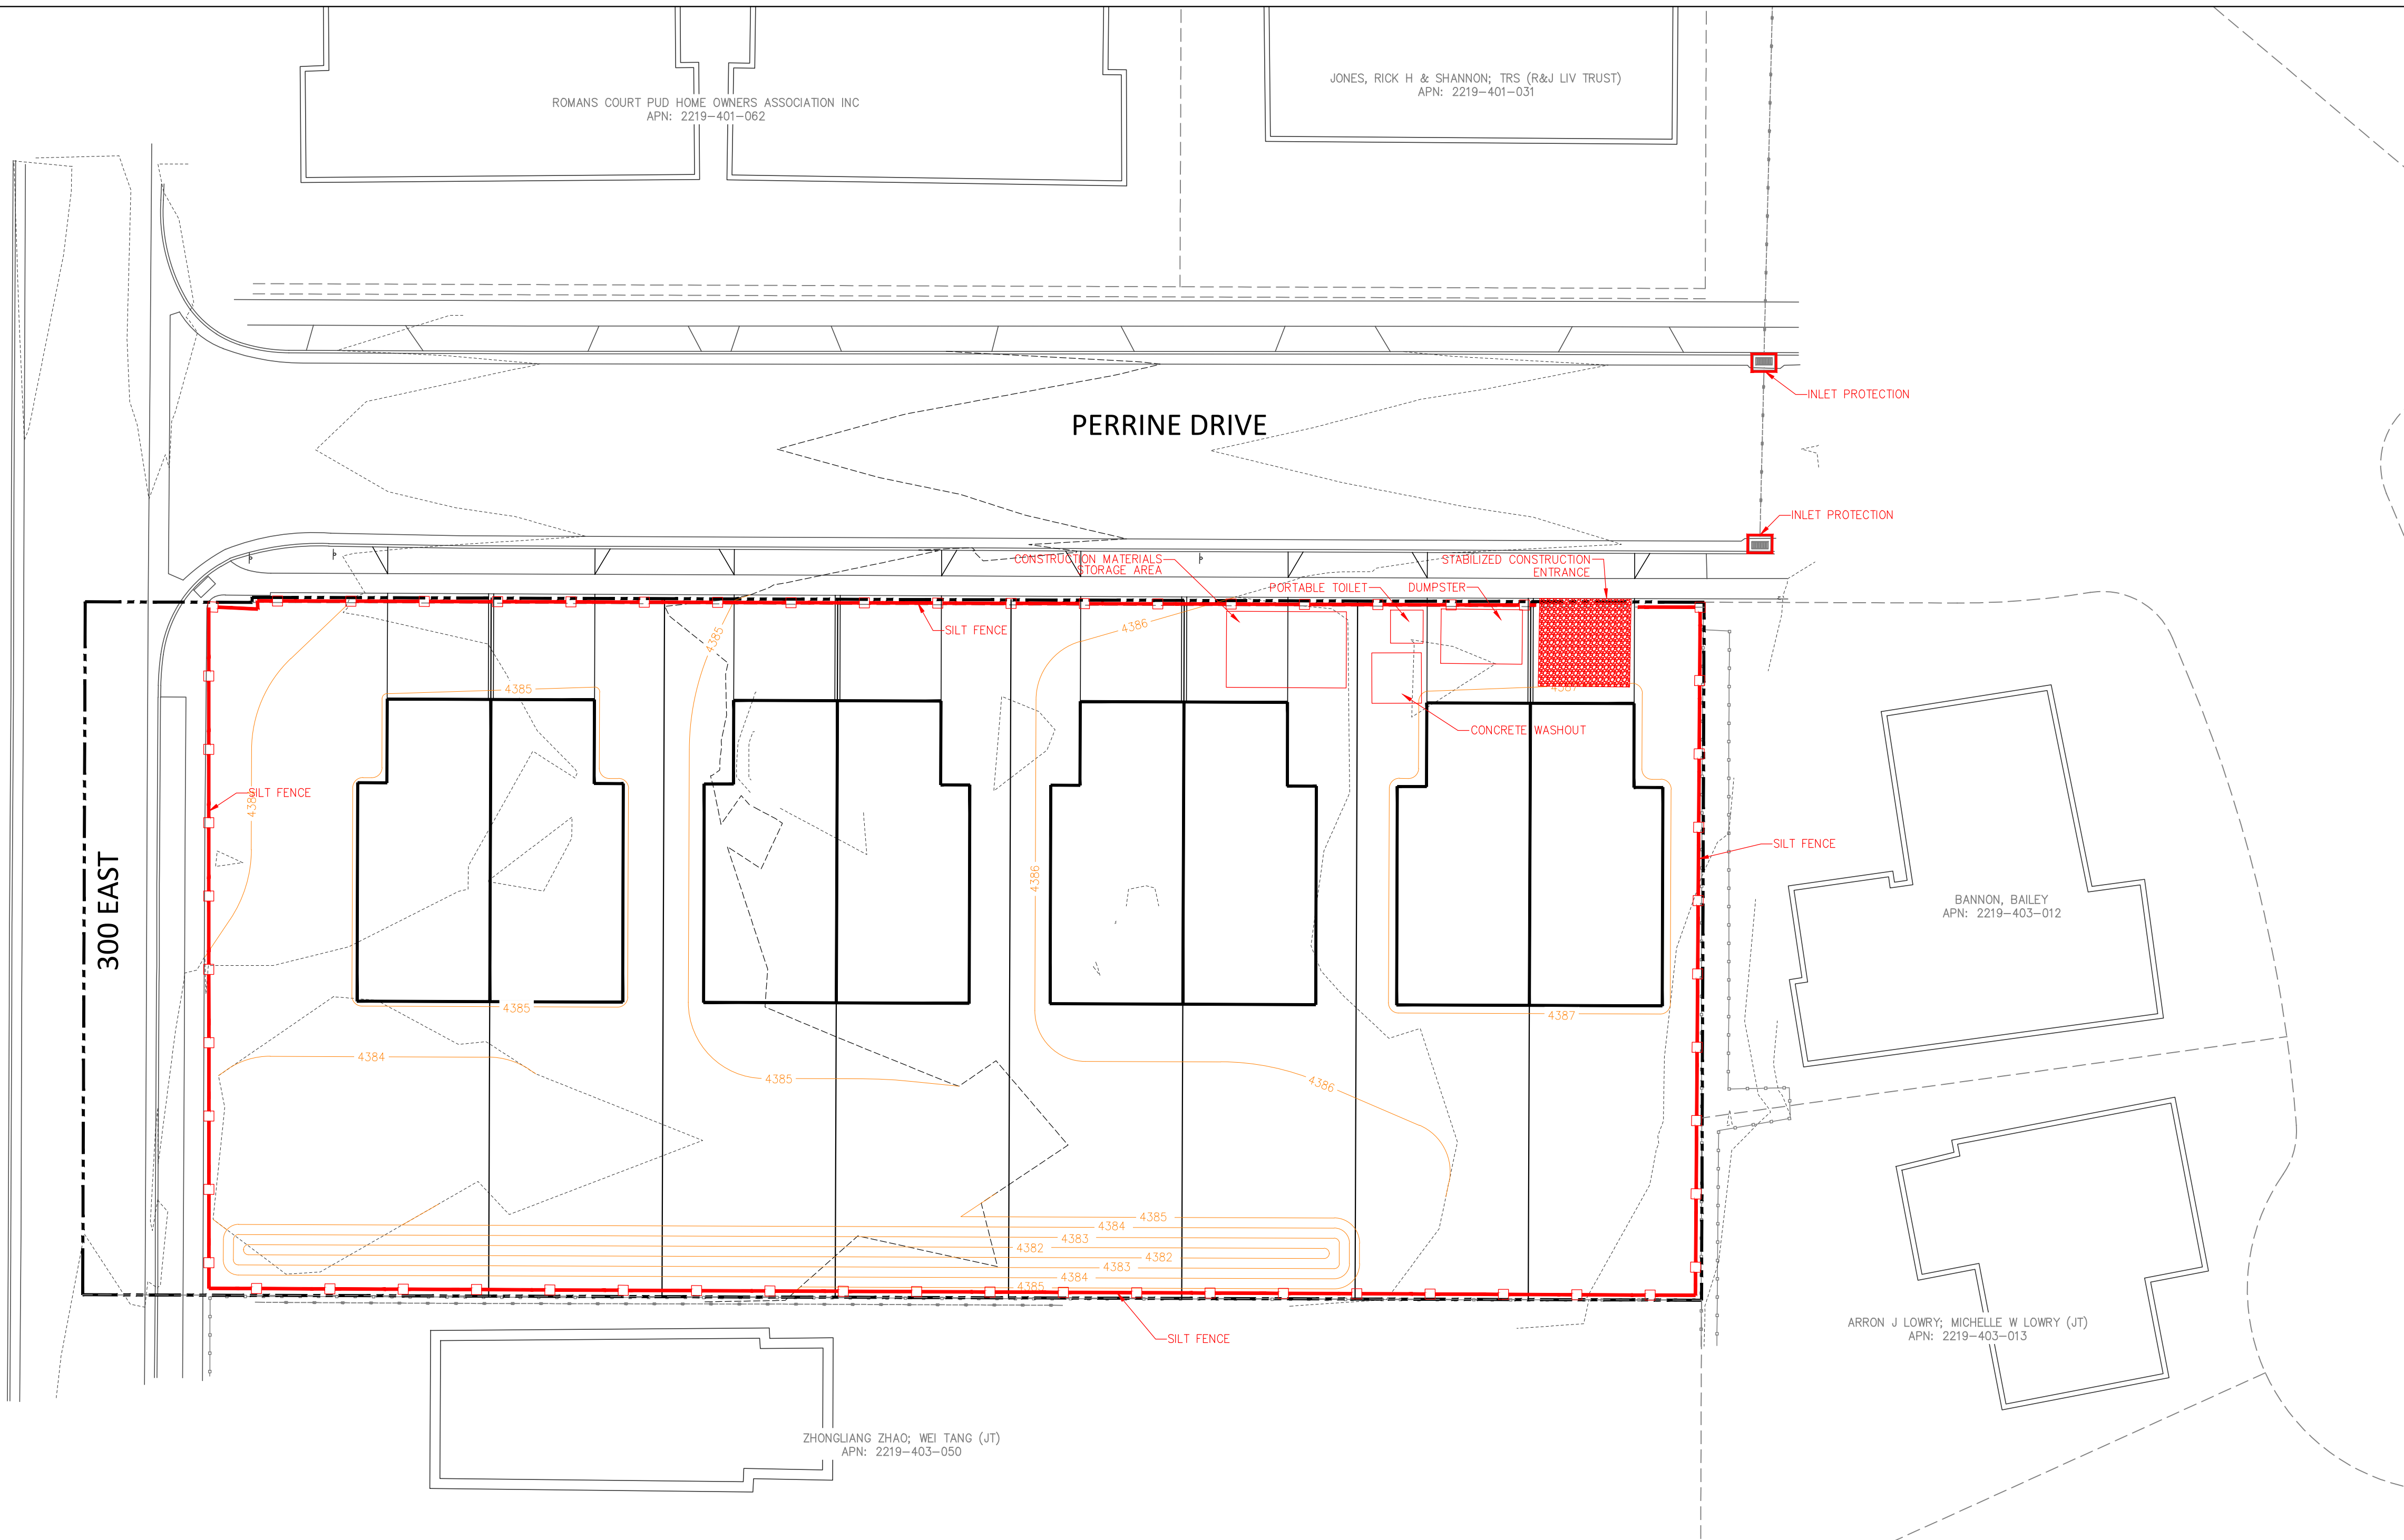 JONES, RICK H & SHANNON; TRS (R&J LIV TRUST)
APN: 2219-401-031
ROMANS COURT PUD HOME OWNERS ASSOCIATION INC
APN: 2219-401-062
INLET PROTECTION
PERRINE DRIVE
INLET PROTECTION
CONSTRUCTION MATERIALS
STORAGE AREA
STABILIZED CONSTRUCTION
ENTRANCE
PORTABLE TOILET
DUMPSTER
SILT FENCE
4385
4386
4385
4387
CONCRETE WASHOUT
SILT FENCE
SILT FENCE
300 EAST
4386
BANNON, BAILEY
APN: 2219-403-012
4385
4387
4384
4385
4386
4385
4384
4383
4382
4382
4383
4384
4385
SILT FENCE
ARRON J LOWRY; MICHELLE W LOWRY (JT)
APN: 2219-403-013
ZHONGLIANG ZHAO; WEI TANG (JT)
APN: 2219-403-050